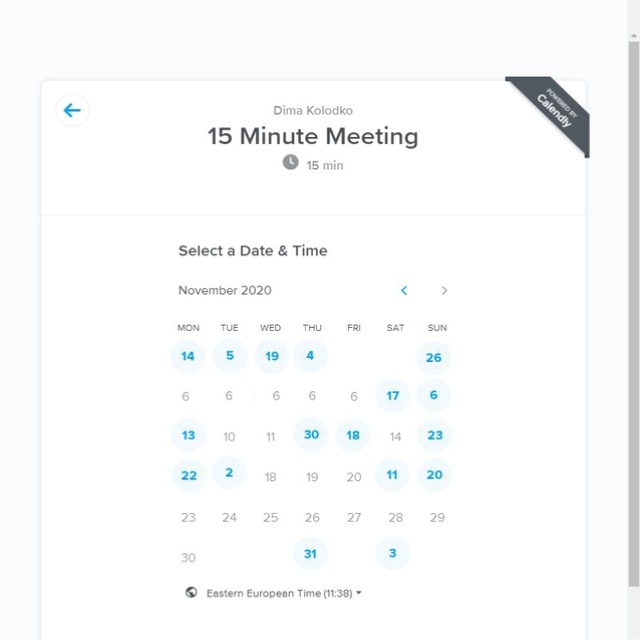 POWERED BY
Calendly
Dima Kolodko
15 Minute Meeting
15 min
Select a Date & Time
November 2020
MON TUE WED THU FRI SAT SUN
14 5 19 4 26
6 6 6 6 6 17 6
13 10 11 30 18 14 23
22 2 18 19 20 11 20
23 24 25 26 27 28 29
30 31 3
Eastern European Time (11:38)